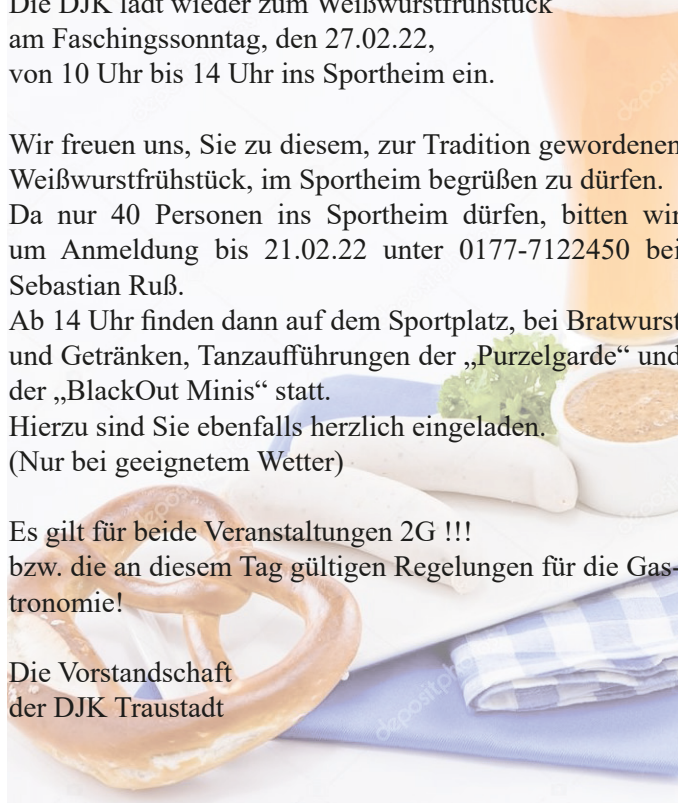 Die DJK lädt wieder zum Weißwurstfrühstück
am Faschingssonntag, den 27.02.22,
von 10 Uhr bis 14 Uhr ins Sportheim ein.
Wir freuen uns, Sie zu diesem, zur Tradition gewordenen
Weißwurstfrühstück, im Sportheim begrüßen zu dürfen.
Da nur 40 Personen ins Sportheim dürfen, bitten wir
um Anmeldung bis 21.02.22 unter 0177-7122450 bei
Sebastian Ruß.
Ab 14 Uhr finden dann auf dem Sportplatz, bei Bratwurst
und Getränken, Tanzaufführungen der „Purzelgarde“ und
der „BlackOut Minis“ statt.
Hierzu sind Sie ebenfalls herzlich eingeladen.
(Nur bei geeignetem Wetter)
Es gilt für beide Veranstaltungen 2G !!!
bzw. die an diesem Tag gültigen Regelungen für die Gas-
tronomie!
Die Vorstandschaft
der DJK Traustadt